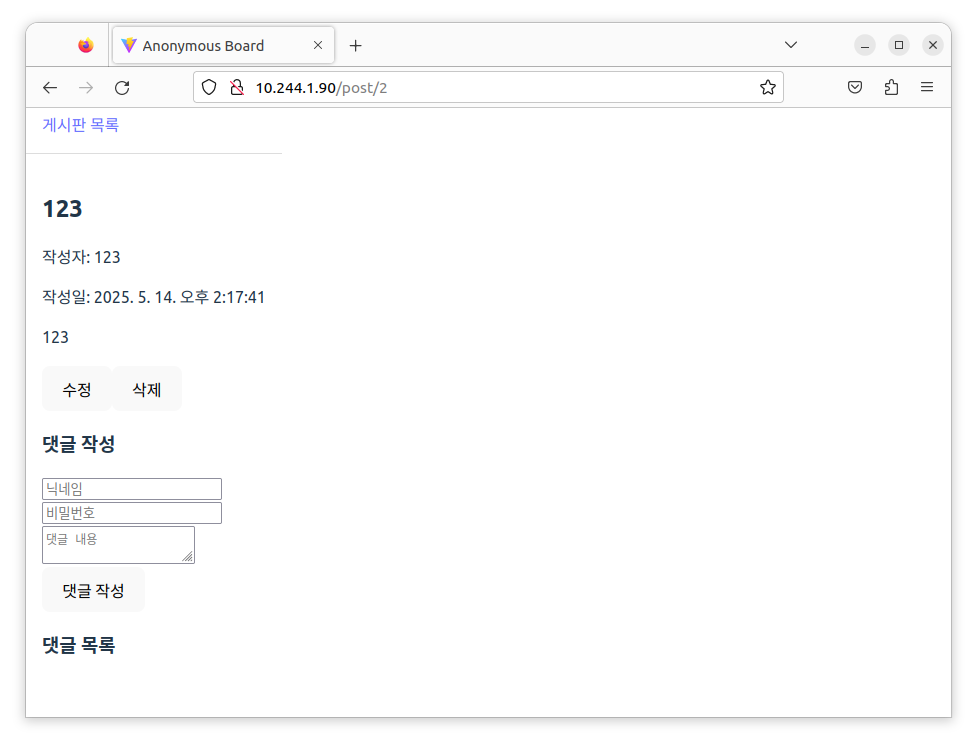 Anonymous Board
10.244.1.90/post/2
게시판 목록
123
작성자: 123
작성일: 2025. 5. 14. 오후 2:17:41
123
수정 삭제
댓글 작성
닉네임
비밀번호
댓글 내용
댓글 작성
댓글 목록